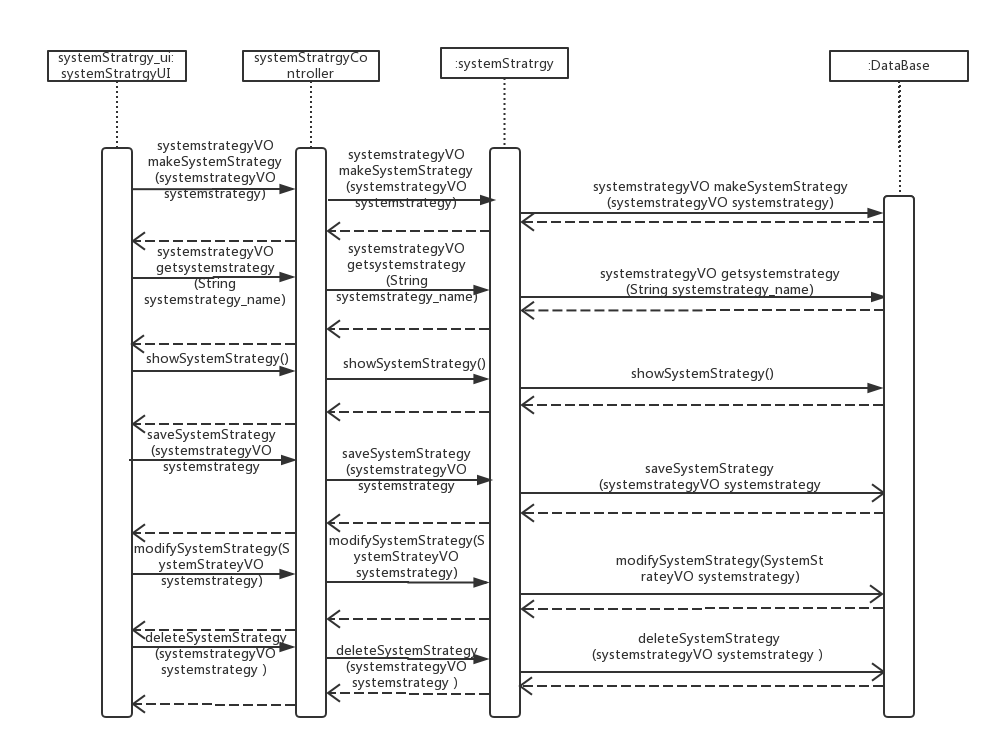 systemStratrgy_ui:
systemStratrgyUI
systemStratrgyCo
ntroller
:systemStratrgy
:DataBase
systemstrategyVO
makeSystemStrategy
(systemstrategyVO
systemstrategy)
systemstrategyVO
makeSystemStrategy
(systemstrategyVO
systemstrategy)
systemstrategyVO makeSystemStrategy
(systemstrategyVO systemstrategy)
systemstrategyVO
getsystemstrategy
(String
systemstrategy_name)
systemstrategyVO
getsystemstrategy
(String
systemstrategy_name)
systemstrategyVO getsystemstrategy
(String systemstrategy_name)
showSystemStrategy()
showSystemStrategy()
showSystemStrategy()
saveSystemStrategy
(systemstrategyVO
systemstrategy
saveSystemStrategy
(systemstrategyVO
systemstrategy
saveSystemStrategy
(systemstrategyVO systemstrategy
modifySystemStrategy(S
ystemStrateyVO
systemstrategy)
modifySystemStrategy(S
ystemStrateyVO
systemstrategy)
modifySystemStrategy(SystemSt
rateyVO systemstrategy)
deleteSystemStrategy
(systemstrategyVO
systemstrategy )
deleteSystemStrategy
(systemstrategyVO
systemstrategy )
deleteSystemStrategy
(systemstrategyVO systemstrategy )